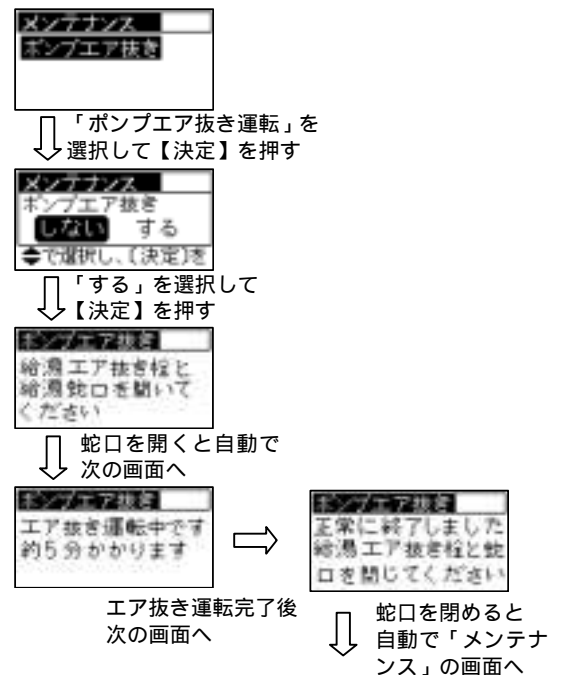 メンテナンス
ポンプエア抜き
「ポンプエア抜き運転」を
選択して【決定】を押す
メンテナンス
ポンプエア抜き
しない する
◆で選択し、[決定]を
「する」を選択して
【決定】を押す
ポンプエア抜き
給湯エア抜き栓と
給湯蛇口を開いて
ください
蛇口を開くと自動で
次の画面へ
ポンプエア抜き
エア抜き運転中です
約5分かかります
エア抜き運転完了後
次の画面へ
ポンプエア抜き
正常に終了しました
給湯エア抜き栓と蛇
口を閉じてください
蛇口を閉めると
自動で「メンテナ
ンス」の画面へ